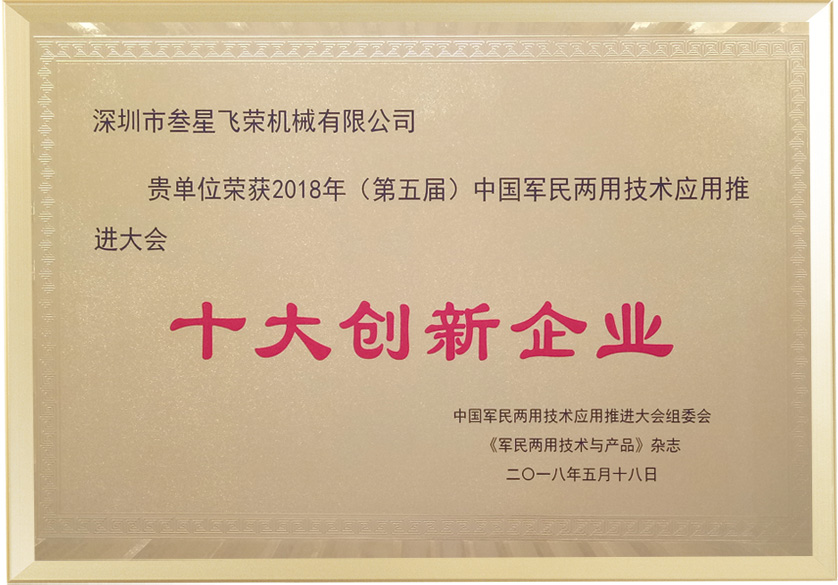 深圳市叁星飞荣机械有限公司
贵单位荣获2018年（第五届）中国军民两用技术应用推
进大会
十大创新企业
中国军民两用技术应用推进大会组委会
《军民两用技术与产品》杂志
二〇一八年五月十八日